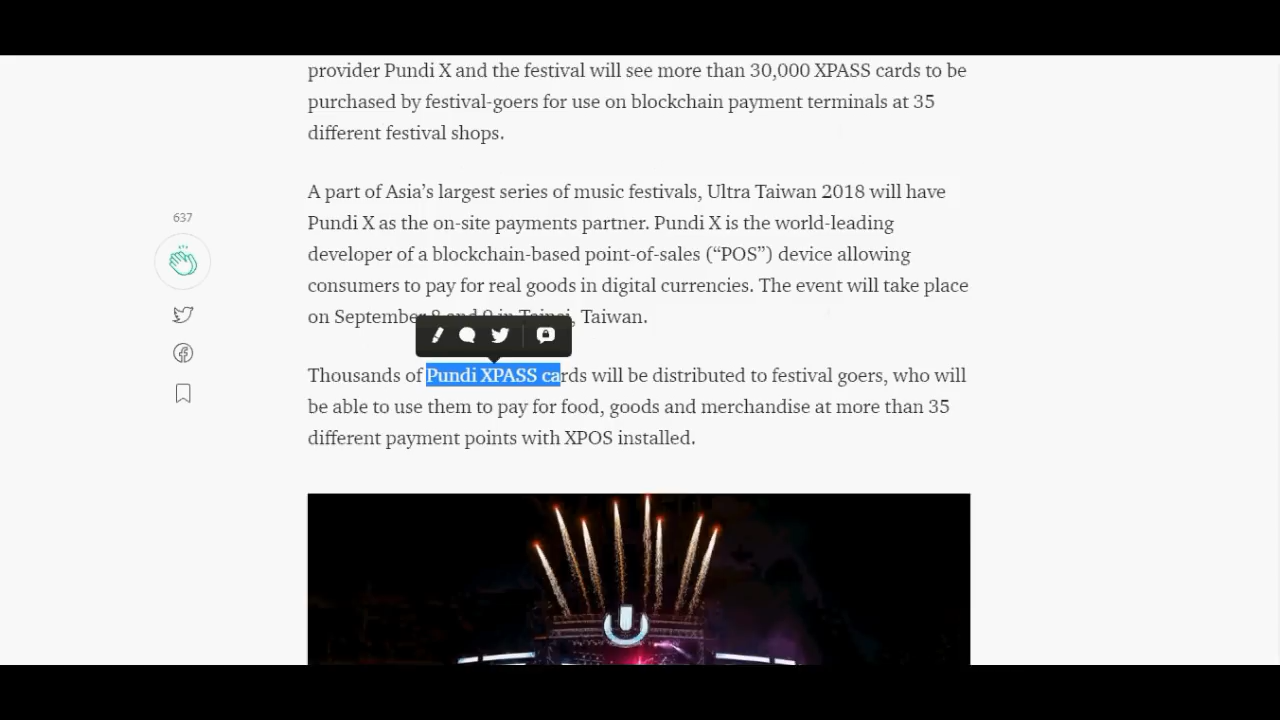 provider Pundi X and the festival will see more than 30,000 XPASS cards to be
purchased by festival-goers for use on blockchain payment terminals at 35
different festival shops.
A part of Asia’s largest series of music festivals, Ultra Taiwan 2018 will have
637
Pundi X as the on-site payments partner. Pundi X is the world-leading
developer of a blockchain-based point-of-sales (“POS”) device allowing
consumers to pay for real goods in digital currencies. The event will take place
on September 8 and 9 in Taipei, Taiwan.
Thousands of Pundi XPASS cards will be distributed to festival goers, who will
be able to use them to pay for food, goods and merchandise at more than 35
different payment points with XPOS installed.